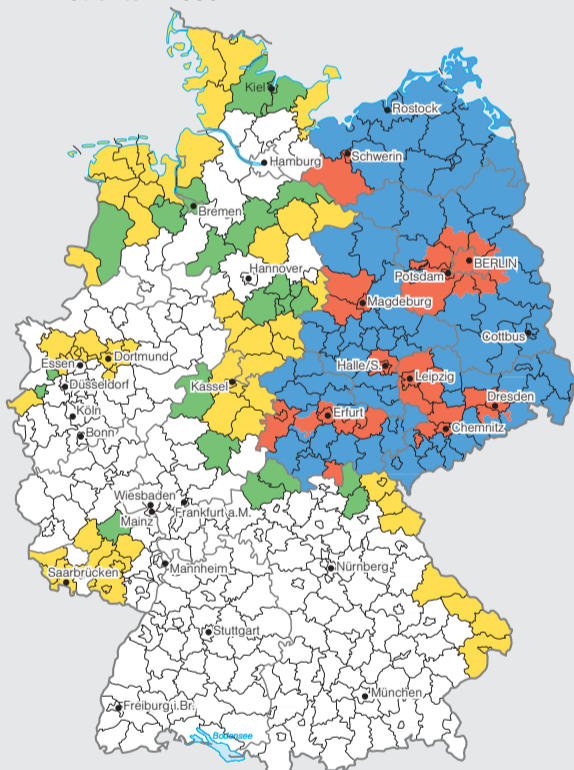 Kiel
Rostock
Hamburg
Schwerin
Bremen
Hannover
Potsdam
BERLIN
Magdeburg
Cottbus
Essen
Dortmund
Düsseldorf
Köln
Bonn
Kassel
Halle/S.
Leipzig
Dresden
Erfurt
Chemnitz
Wiesbaden
Mainz
Frankfurt a.M.
Saarbrücken
Mannheim
Nürnberg
Stuttgart
Freiburg i.Br.
München
Bodensee